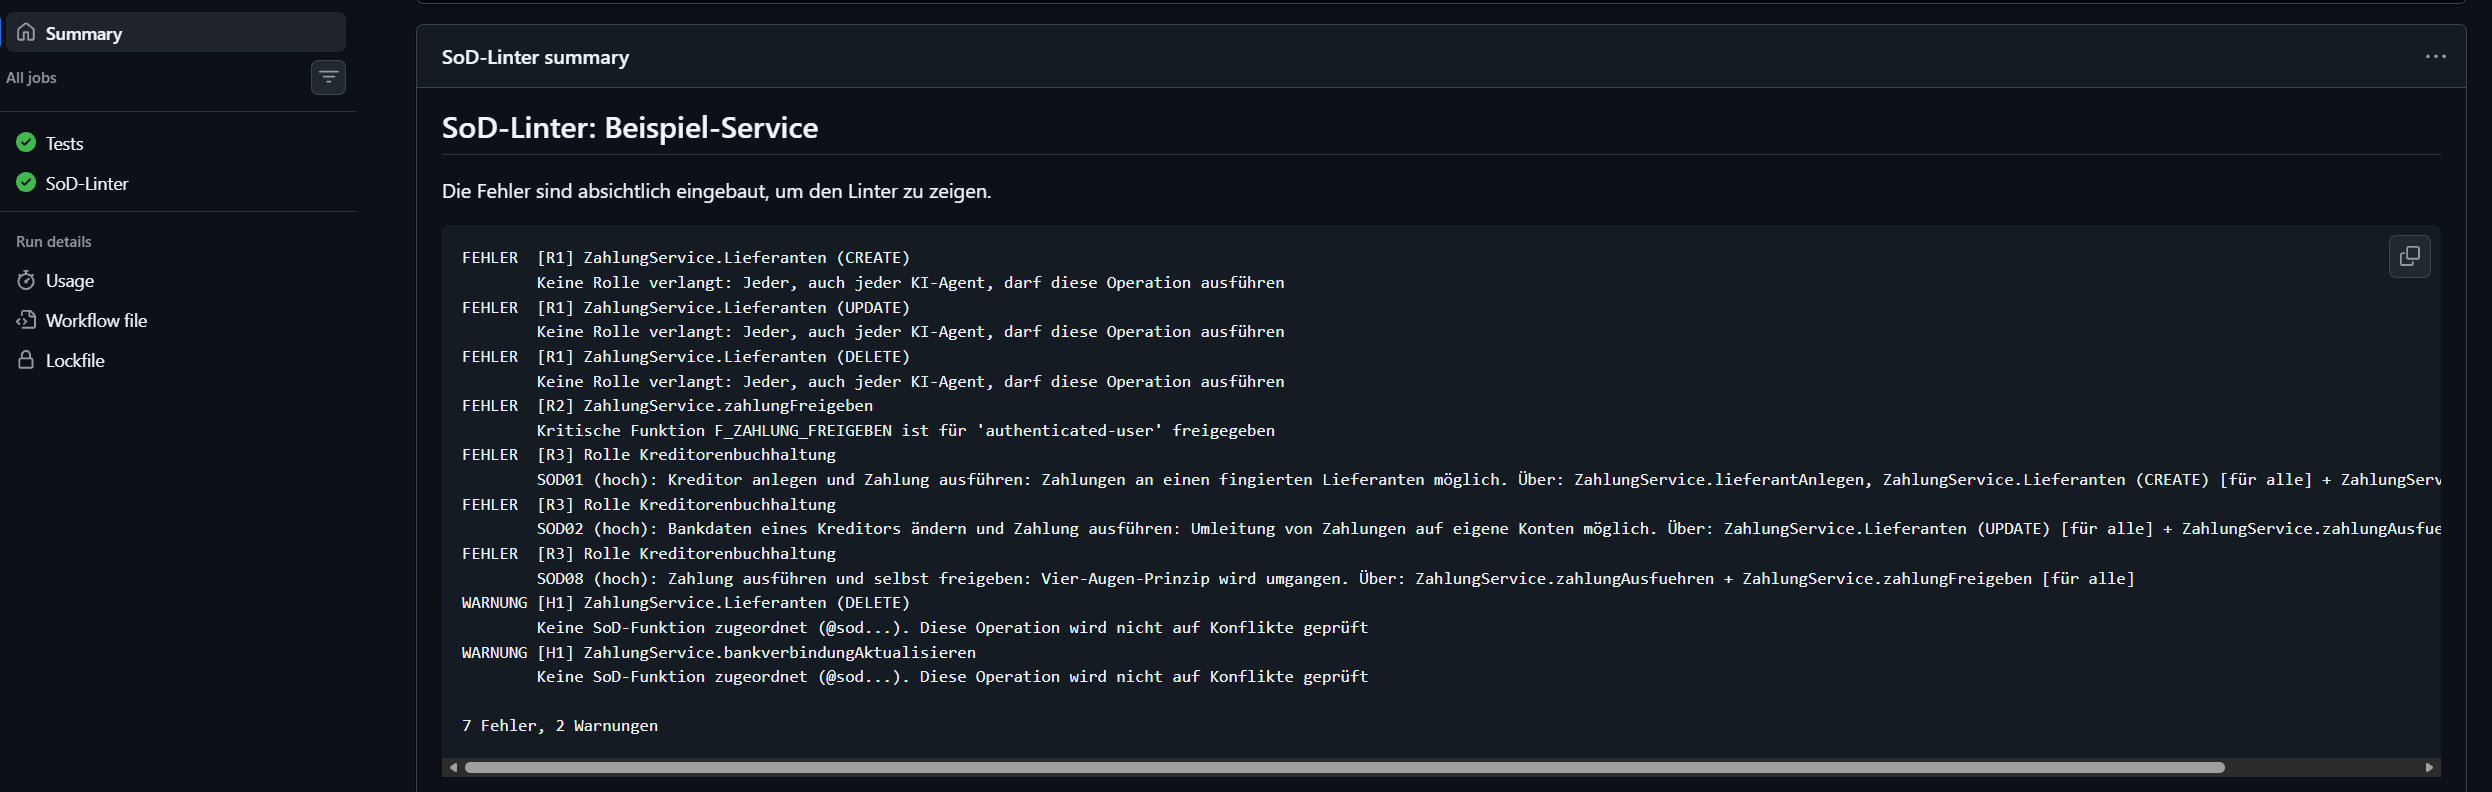 Summary
All jobs
Tests
SoD-Linter
Run details
Usage
Workflow file
Lockfile
SoD-Linter summary
SoD-Linter: Beispiel-Service
Die Fehler sind absichtlich eingebaut, um den Linter zu zeigen.
FEHLER  [R1] ZahlungService.Lieferanten (CREATE)
Keine Rolle verlangt: Jeder, auch jeder KI-Agent, darf diese Operation ausführen
FEHLER  [R1] ZahlungService.Lieferanten (UPDATE)
Keine Rolle verlangt: Jeder, auch jeder KI-Agent, darf diese Operation ausführen
FEHLER  [R1] ZahlungService.Lieferanten (DELETE)
Keine Rolle verlangt: Jeder, auch jeder KI-Agent, darf diese Operation ausführen
FEHLER  [R2] ZahlungService.zahlungFreigeben
Kritische Funktion F_ZAHLUNG_FREIGEBEN ist für 'authenticated-user' freigegeben
FEHLER  [R3] Rolle Kreditorenbuchhaltung
SOD01 (hoch): Kreditor anlegen und Zahlung ausführen: Zahlungen an einen fingierten Lieferanten möglich. Über: ZahlungService.lieferantAnlegen, ZahlungService.Lieferanten (CREATE) [für alle] + ZahlungServ
FEHLER  [R3] Rolle Kreditorenbuchhaltung
SOD02 (hoch): Bankdaten eines Kreditors ändern und Zahlung ausführen: Umleitung von Zahlungen auf eigene Konten möglich. Über: ZahlungService.Lieferanten (UPDATE) [für alle] + ZahlungService.zahlungAusfue
FEHLER  [R3] Rolle Kreditorenbuchhaltung
SOD08 (hoch): Zahlung ausführen und selbst freigeben: Vier-Augen-Prinzip wird umgangen. Über: ZahlungService.zahlungAusfuehren + ZahlungService.zahlungFreigeben [für alle]
WARNUNG [H1] ZahlungService.Lieferanten (DELETE)
Keine SoD-Funktion zugeordnet (@sod...). Diese Operation wird nicht auf Konflikte geprüft
WARNUNG [H1] ZahlungService.bankverbindungAktualisieren
Keine SoD-Funktion zugeordnet (@sod...). Diese Operation wird nicht auf Konflikte geprüft
7 Fehler, 2 Warnungen